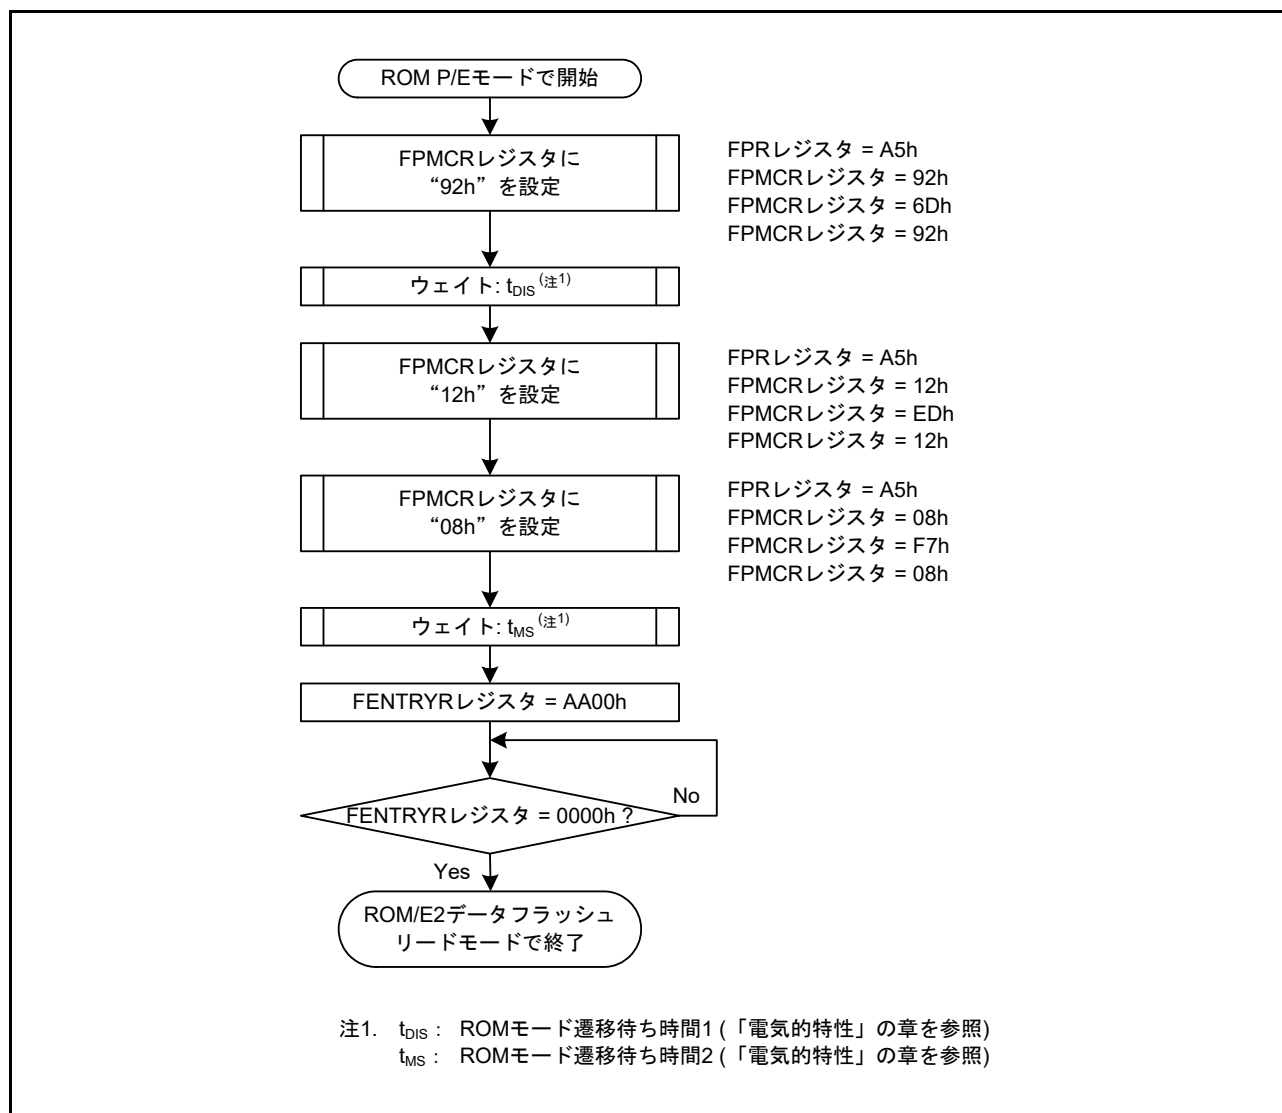 ROM P/Eモードで開始
FPMCRレジスタに
“92h”を設定
FPRレジスタ = A5h
FPMCRレジスタ = 92h
FPMCRレジスタ = 6Dh
FPMCRレジスタ = 92h
ウェイト: tDIS (注1)
FPMCRレジスタに
“12h”を設定
FPRレジスタ = A5h
FPMCRレジスタ = 12h
FPMCRレジスタ = EDh
FPMCRレジスタ = 12h
FPMCRレジスタに
“08h”を設定
FPRレジスタ = A5h
FPMCRレジスタ = 08h
FPMCRレジスタ = F7h
FPMCRレジスタ = 08h
ウェイト: tMS (注1)
FENTRYRレジスタ = AA00h
FENTRYRレジスタ = 0000h ?
No
Yes
ROM/E2データフラッシュ
リードモードで終了
注1. tDIS : ROMモード遷移待ち時間1 (「電気的特性」の章を参照)
tMS : ROMモード遷移待ち時間2 (「電気的特性」の章を参照)